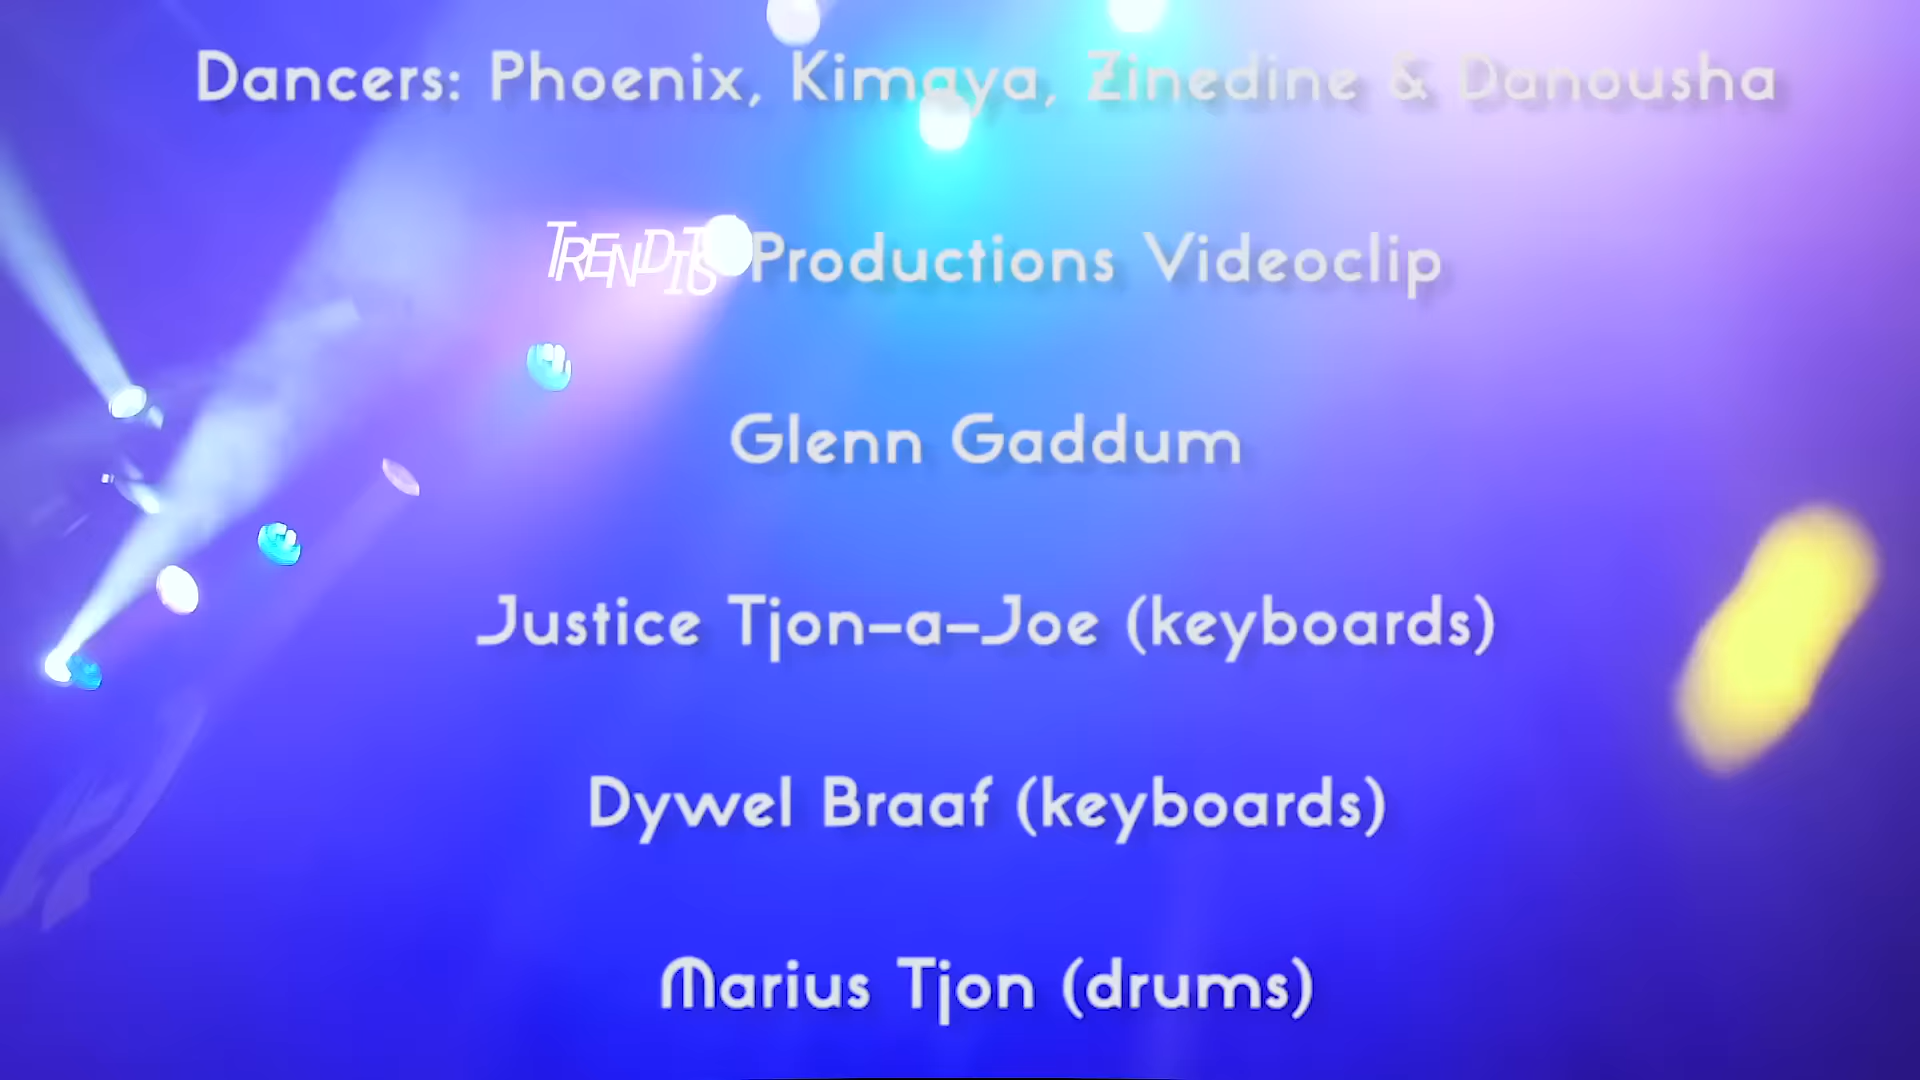 Dancers: Phoenix, Kimaya, Zinedine & Danousha
TRENDITS Productions Videoclip
Glenn Gaddum
Justice Tjon-a-Joe (keyboards)
Dywel Braaf (keyboards)
Marius Tjon (drums)